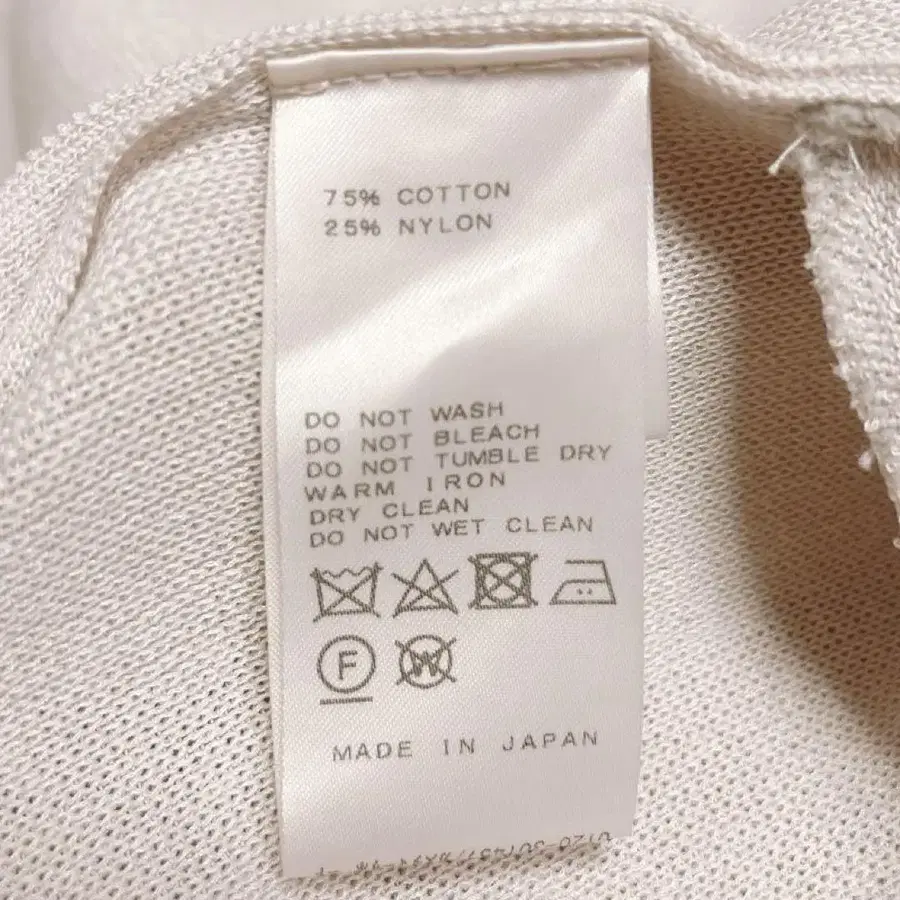 75% COTTON
25% NYLON
DO NOT WASH
DO NOT BLEACH
DO NOT TUMBLE DRY
WARM IRON
DRY CLEAN
DO NOT WET CLEAN
F W
MADE IN JAPAN